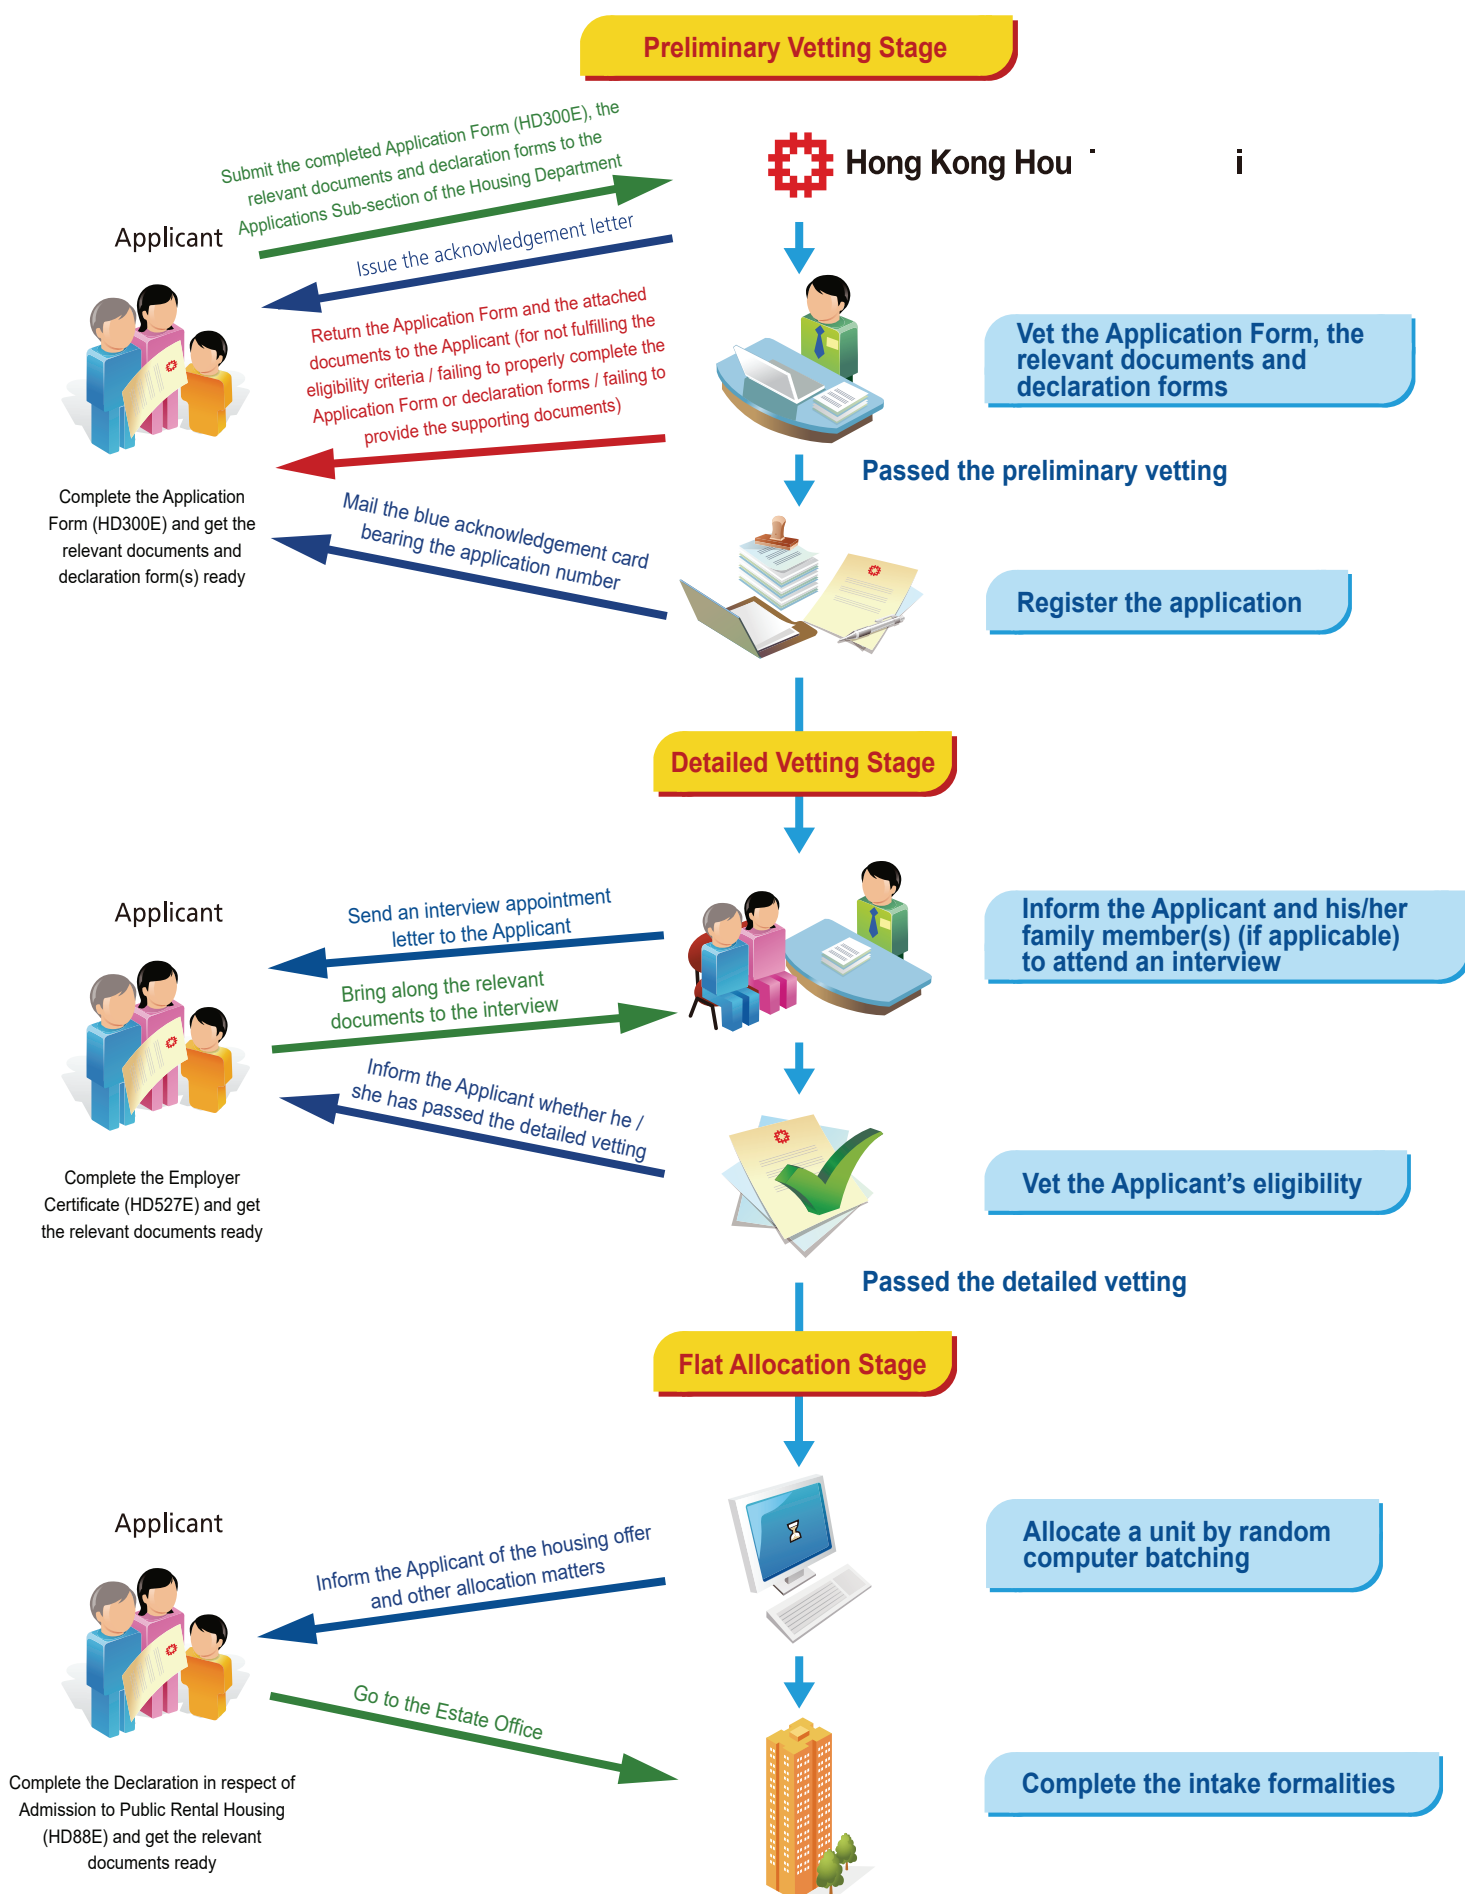 Preliminary Vetting Stage
Submit the completed Application Form (HD300E), the
relevant documents and declaration forms to the
Applications Sub-section of the Housing Department
Hong Kong
Applicant
Issue the acknowledgement letter
Return the Application Form and the attached
documents to the Applicant (for not fulfilling the
eligibility criteria / failing to properly complete the
Application Form or declaration forms / failing to
provide the supporting documents)
Vet the Application Form, the
relevant documents and
declaration forms
Passed the preliminary vetting
Complete the Application
Form (HD300E) and get the
relevant documents and
declaration form(s) ready
Mail the blue acknowledgement card
bearing the application number
Register the application
Detailed Vetting Stage
Applicant
Send an interview appointment
letter to the Applicant
Inform the Applicant and his/her
family member(s) (if applicable)
to attend an interview
Bring along the relevant
documents to the interview
Inform the Applicant whether he /
she has passed the detailed vetting
Complete the Employer
Certificate (HD527E) and get
the relevant documents ready
Vet the Applicant's eligibility
Passed the detailed vetting
Flat Allocation Stage
Applicant
Inform the Applicant of the housing offer
and other allocation matters
Allocate a unit by random
computer batching
Go to the Estate Office
Complete the Declaration in respect of
Admission to Public Rental Housing
(HD88E) and get the relevant
documents ready
Complete the intake formalities